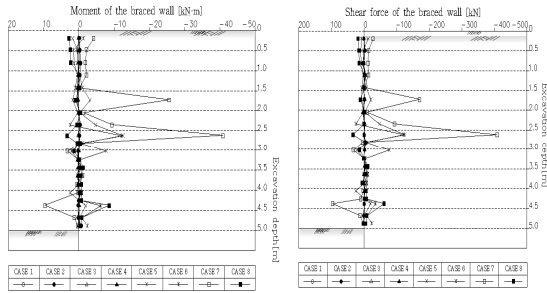 Moment of the braced wall [kN·m]
20 10 0 -10 -20 -30 -40 -50
0
0.5
1.0
1.5
2.0
2.5
3.0
3.5
4.0
4.5
5.0
Excavation depth[m]
CASE 1 CASE 2 CASE 3 CASE 4 CASE 5 CASE 6 CASE 7 CASE 8
Shear force of the braced wall [kN]
200 100 0 -100 -200 -300 -400 -500
0
0.5
1.0
1.5
2.0
2.5
3.0
3.5
4.0
4.5
5.0
Excavation depth[m]
CASE 1 CASE 2 CASE 3 CASE 4 CASE 5 CASE 6 CASE 7 CASE 8